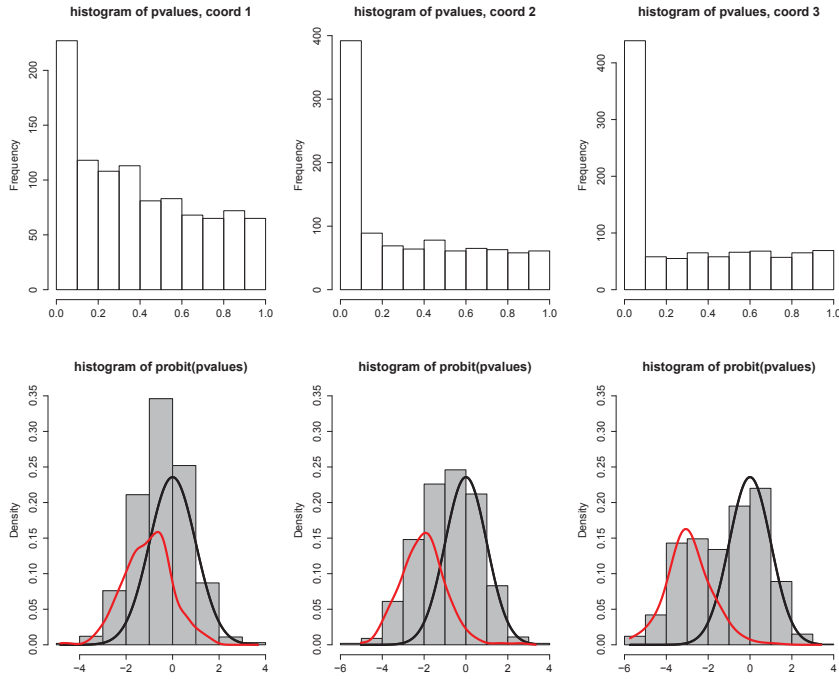 histogram of pvalues, coord 1
histogram of pvalues, coord 2
histogram of pvalues, coord 3
Frequency
0
50
100
150
200
0.0 0.2 0.4 0.6 0.8 1.0
Frequency
0
100
200
300
400
0.0 0.2 0.4 0.6 0.8 1.0
Frequency
0
100
200
300
400
0.0 0.2 0.4 0.6 0.8 1.0
histogram of probit(pvalues)
histogram of probit(pvalues)
histogram of probit(pvalues)
Density
0.00 0.05 0.10 0.15 0.20 0.25 0.30 0.35
−4 −2 0 2 4
Density
0.00 0.05 0.10 0.15 0.20 0.25 0.30 0.35
−6 −4 −2 0 2 4
Density
0.00 0.05 0.10 0.15 0.20 0.25 0.30 0.35
−6 −4 −2 0 2 4